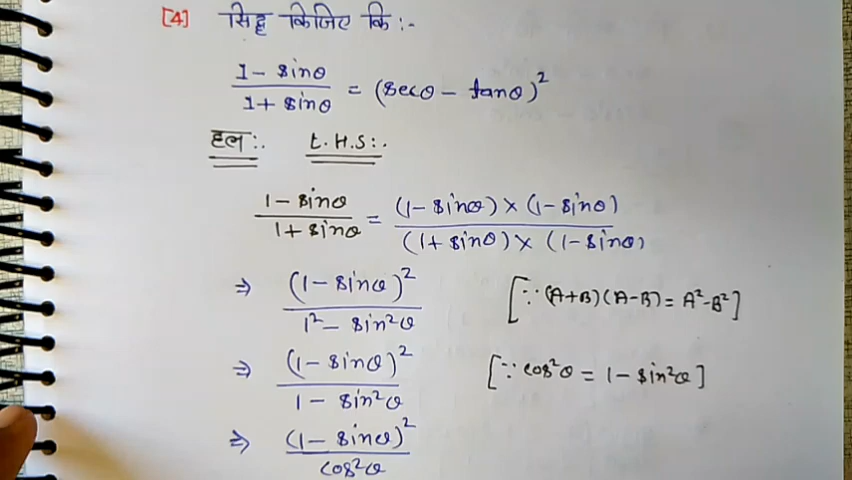 [4] सिद्ध किजिए कि :-
1 - sinθ / 1 + sinθ = (secθ - tanθ)²
हल :. L.H.S :.
1 - sinθ / 1 + sinθ = (1 - sinθ) × (1 - sinθ) / (1 + sinθ) × (1 - sinθ)
⇒ (1 - sinθ)² / 1² - sin²θ [∵ (A+B)(A-B) = A² - B²]
⇒ (1 - sinθ)² / 1 - sin²θ [∵ cos²θ = 1 - sin²θ]
⇒ (1 - sinθ)² / cos²θ